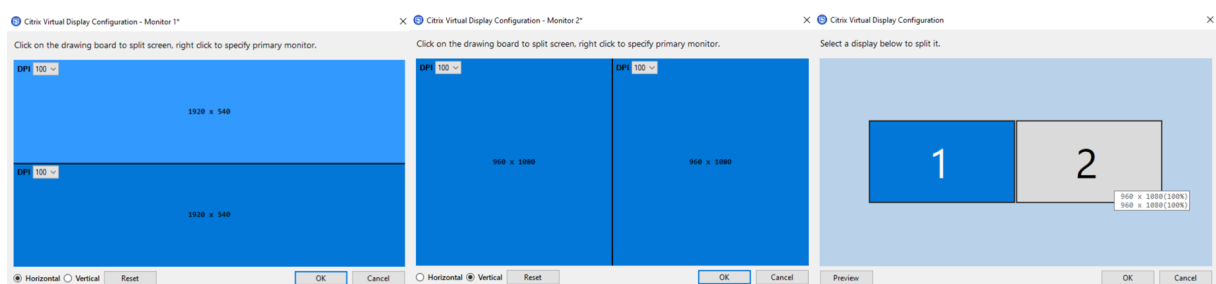 Citrix Virtual Display Configuration - Monitor 1*
Click on the drawing board to split screen, right click to specify primary monitor.
DPI 100
1920 x 540
DPI 100
1920 x 540
Horizontal Vertical Reset OK Cancel
Citrix Virtual Display Configuration - Monitor 2*
Click on the drawing board to split screen, right click to specify primary monitor.
DPI 100 DPI 100
960 x 1080 960 x 1080
Horizontal Vertical Reset OK Cancel
Citrix Virtual Display Configuration
Select a display below to split it.
1 2
960 x 1080(100%)
960 x 1080(100%)
Preview OK Cancel